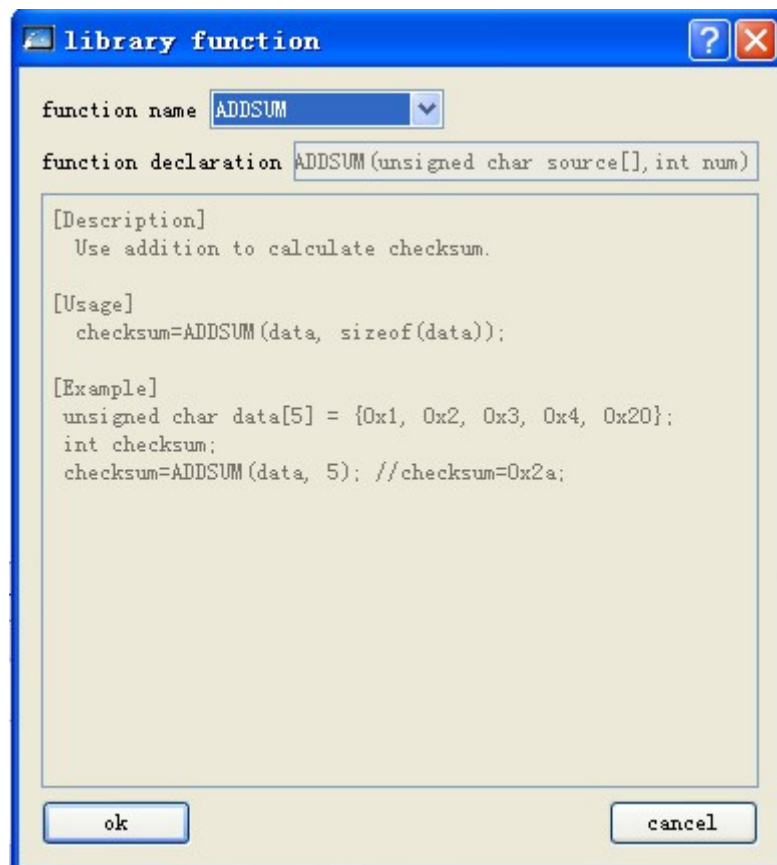 library function
function name ADDSUM
function declaration ADDSUM(unsigned char source[],int num)
[Description]
Use addition to calculate checksum.
[Usage]
checksum=ADDSUM(data, sizeof(data));
[Example]
unsigned char data[5] = {0x1, 0x2, 0x3, 0x4, 0x20};
int checksum;
checksum=ADDSUM(data, 5); //checksum=0x2a;
ok cancel